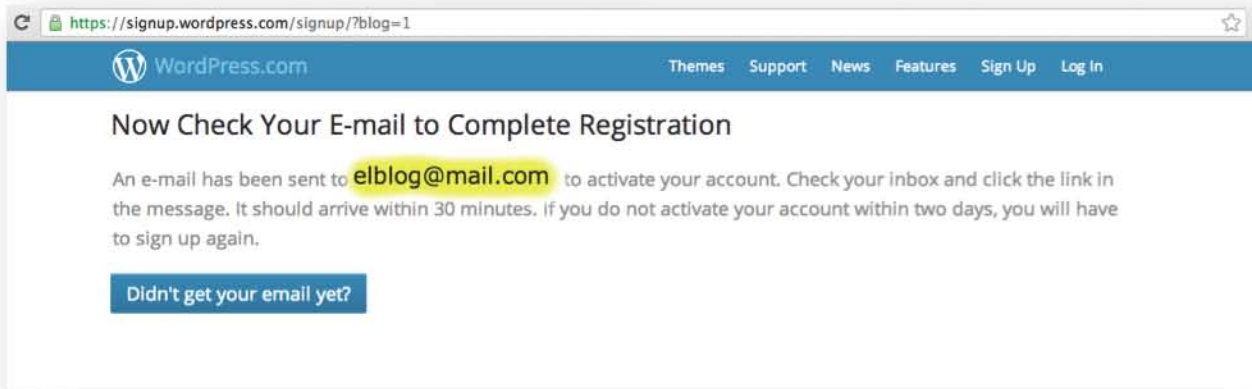 https://signup.wordpress.com/signup/?blog=1
WordPress.com Themes Support News Features Sign Up Log In
Now Check Your E-mail to Complete Registration
An e-mail has been sent to elblog@mail.com to activate your account. Check your inbox and click the link in
the message. It should arrive within 30 minutes. If you do not activate your account within two days, you will have
to sign up again.
Didn't get your email yet?